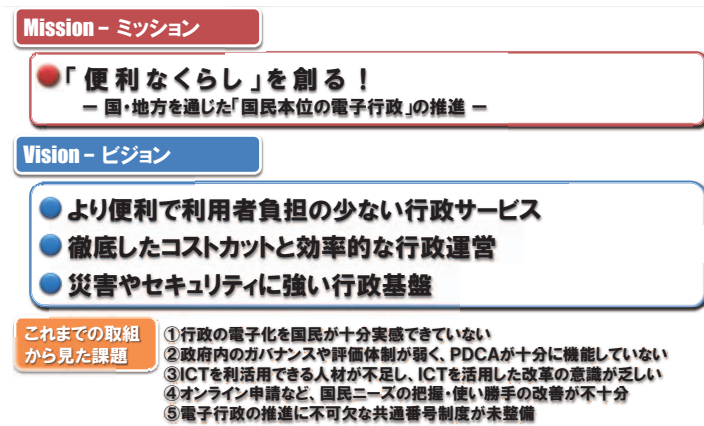 Mission – ミッション
●「 便 利 なくらし 」を 創 る !
ー 国・地方を通じた「国民本位の電子行政」の推進 ー
Vision – ビジョン
● より便利で利用者負担の少ない行政サービス
● 徹底したコストカットと効率的な行政運営
● 災害やセキュリティに強い行政基盤
これまでの取組
から見た課題
①行政の電子化を国民が十分実感できていない
②政府内のガバナンスや評価体制が弱く、PDCAが十分に機能していない
③ICTを利活用できる人材が不足し、ICTを活用した改革の意識が乏しい
④オンライン申請など、国民ニーズの把握・使い勝手の改善が不十分
⑤電子行政の推進に不可欠な共通番号制度が未整備